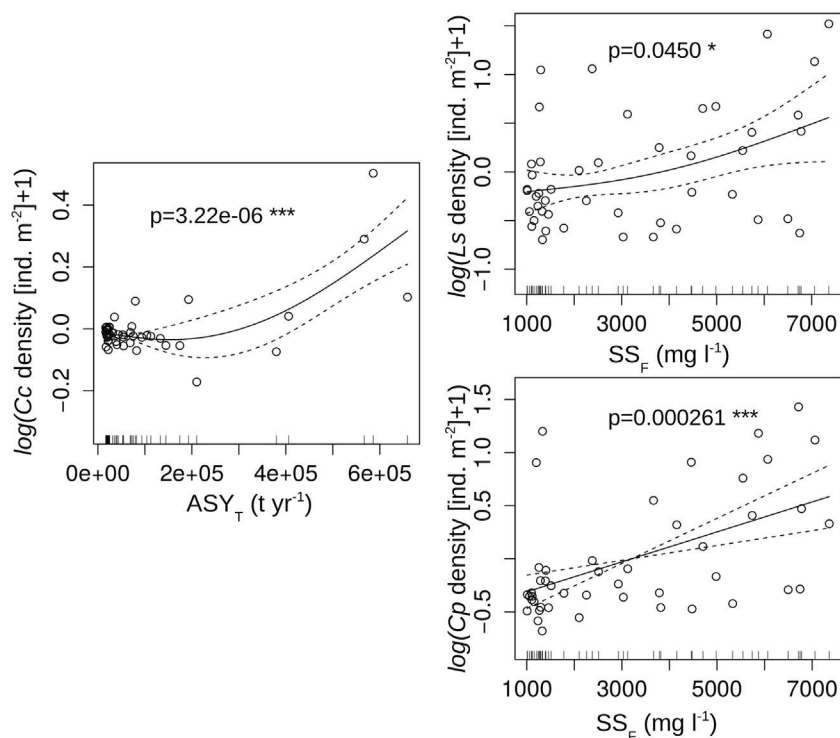 log(Cc density [ind. m⁻²]+1)
0.4
0.2
0.0
−0.2
p=3.22e-06 ***
0e+00 2e+05 4e+05 6e+05
ASY_T (t yr⁻¹)
log(Ls density [ind. m⁻²]+1)
1.0
0.0
−1.0
p=0.0450 *
1000 3000 5000 7000
SS_F (mg l⁻¹)
log(Cp density [ind. m⁻²]+1)
1.5
1.0
0.5
−0.5
p=0.000261 ***
1000 3000 5000 7000
SS_F (mg l⁻¹)